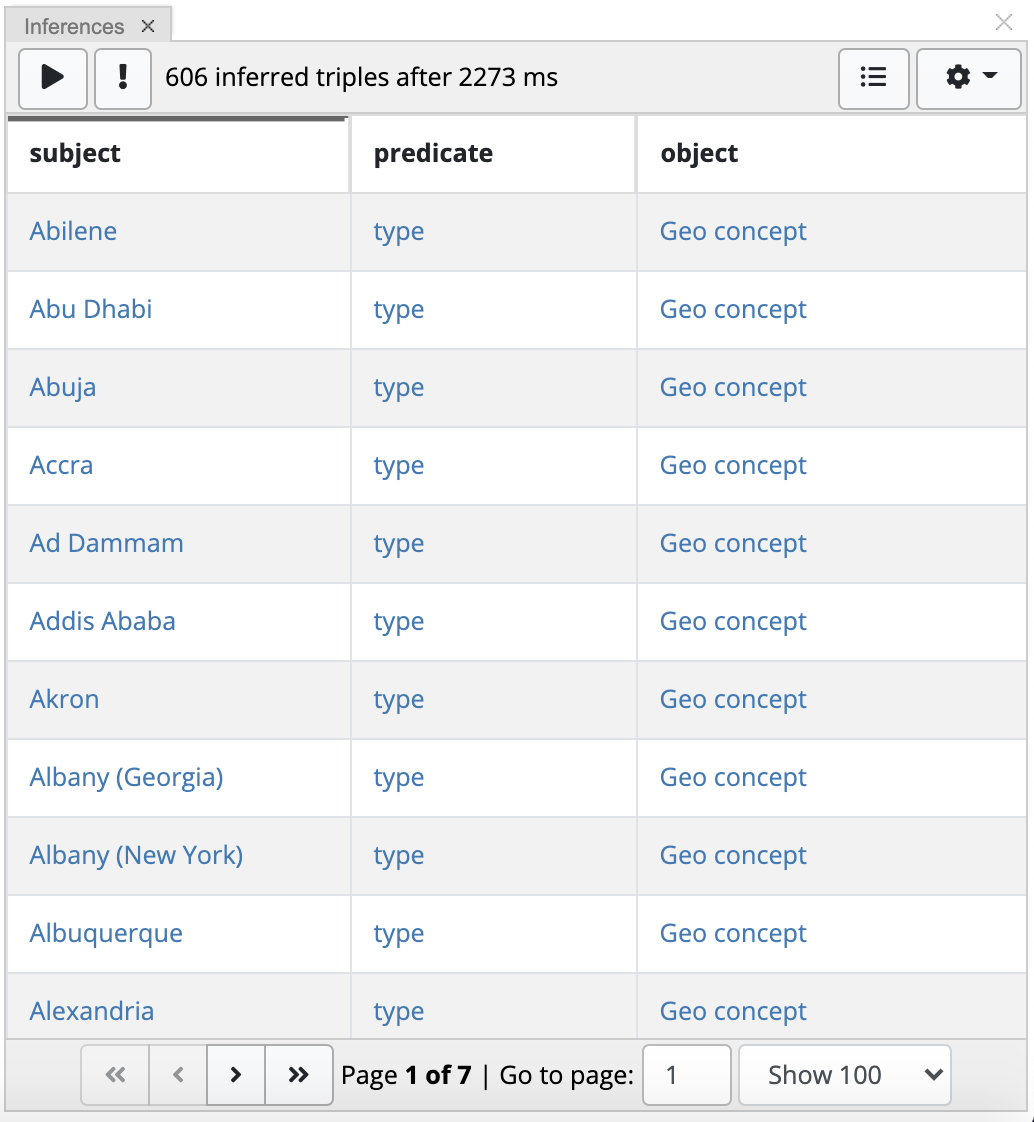 Inferences
606 inferred triples after 2273 ms
subject predicate object
Abilene type Geo concept
Abu Dhabi type Geo concept
Abuja type Geo concept
Accra type Geo concept
Ad Dammam type Geo concept
Addis Ababa type Geo concept
Akron type Geo concept
Albany (Georgia) type Geo concept
Albany (New York) type Geo concept
Albuquerque type Geo concept
Alexandria type Geo concept
Page 1 of 7 | Go to page: 1 Show 100